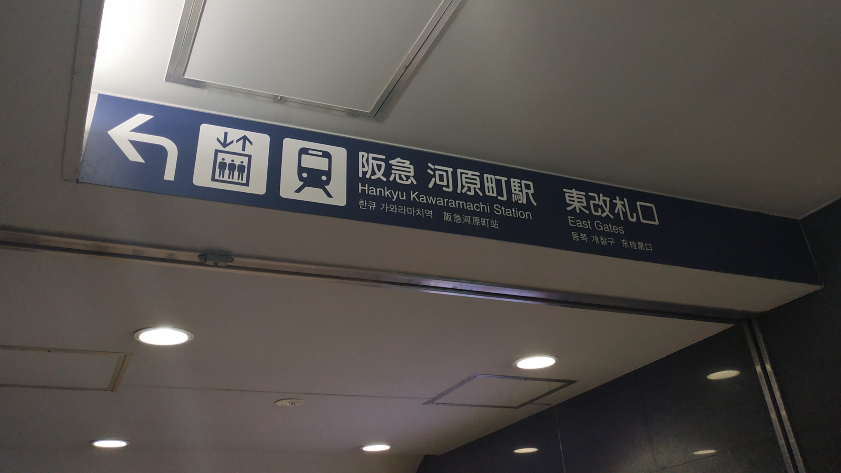 阪急 河原町駅
Hankyu Kawaramachi Station
한큐 가와라마치역 阪急河原町站
東改札口
East Gates
동쪽 개찰구 东检票口